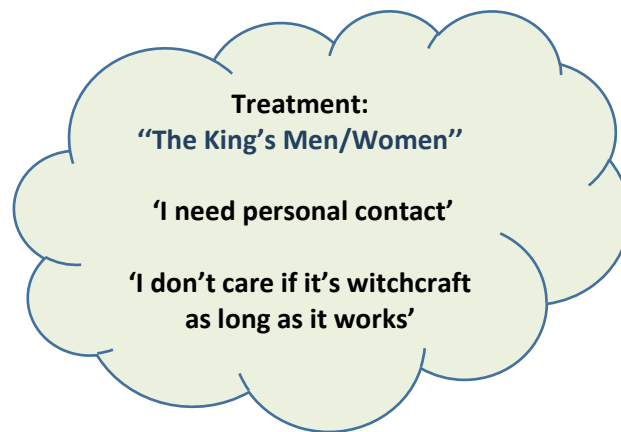 Treatment:
“The King’s Men/Women”
‘I need personal contact’
‘I don’t care if it’s witchcraft
as long as it works’